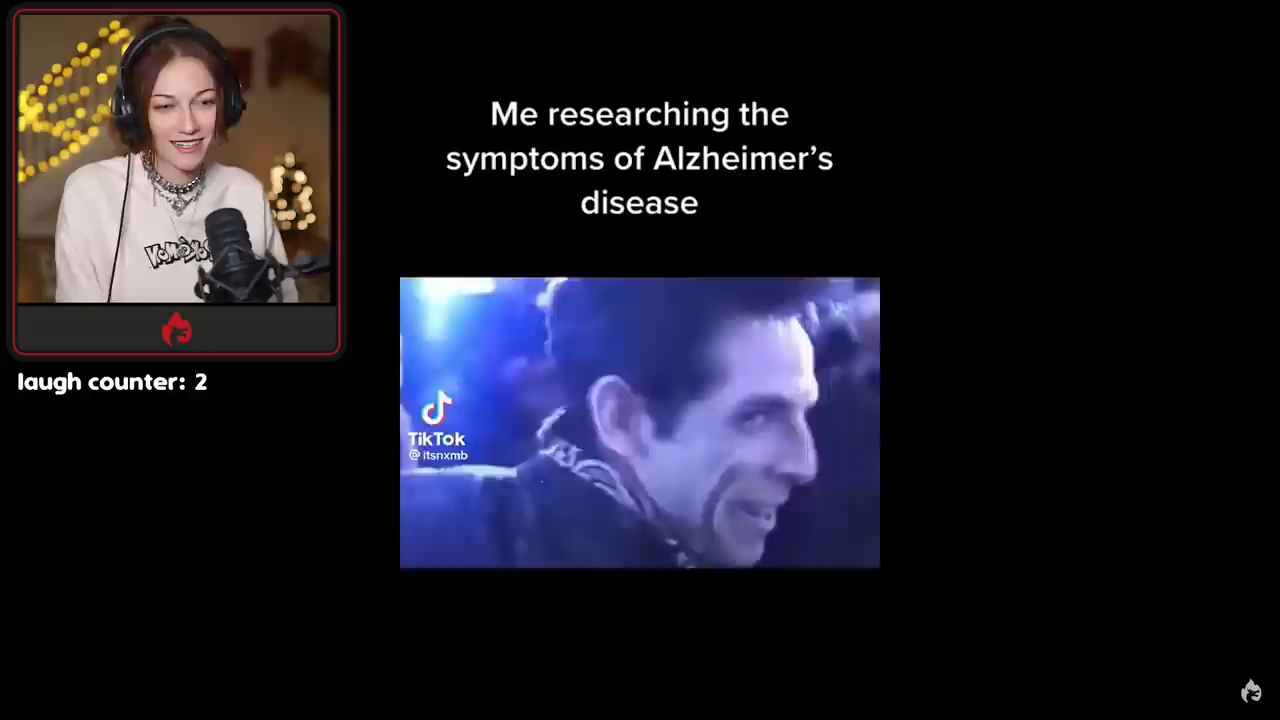 Me researching the
symptoms of Alzheimer's
disease
laugh counter: 2
TikTok
@ itsnxmb